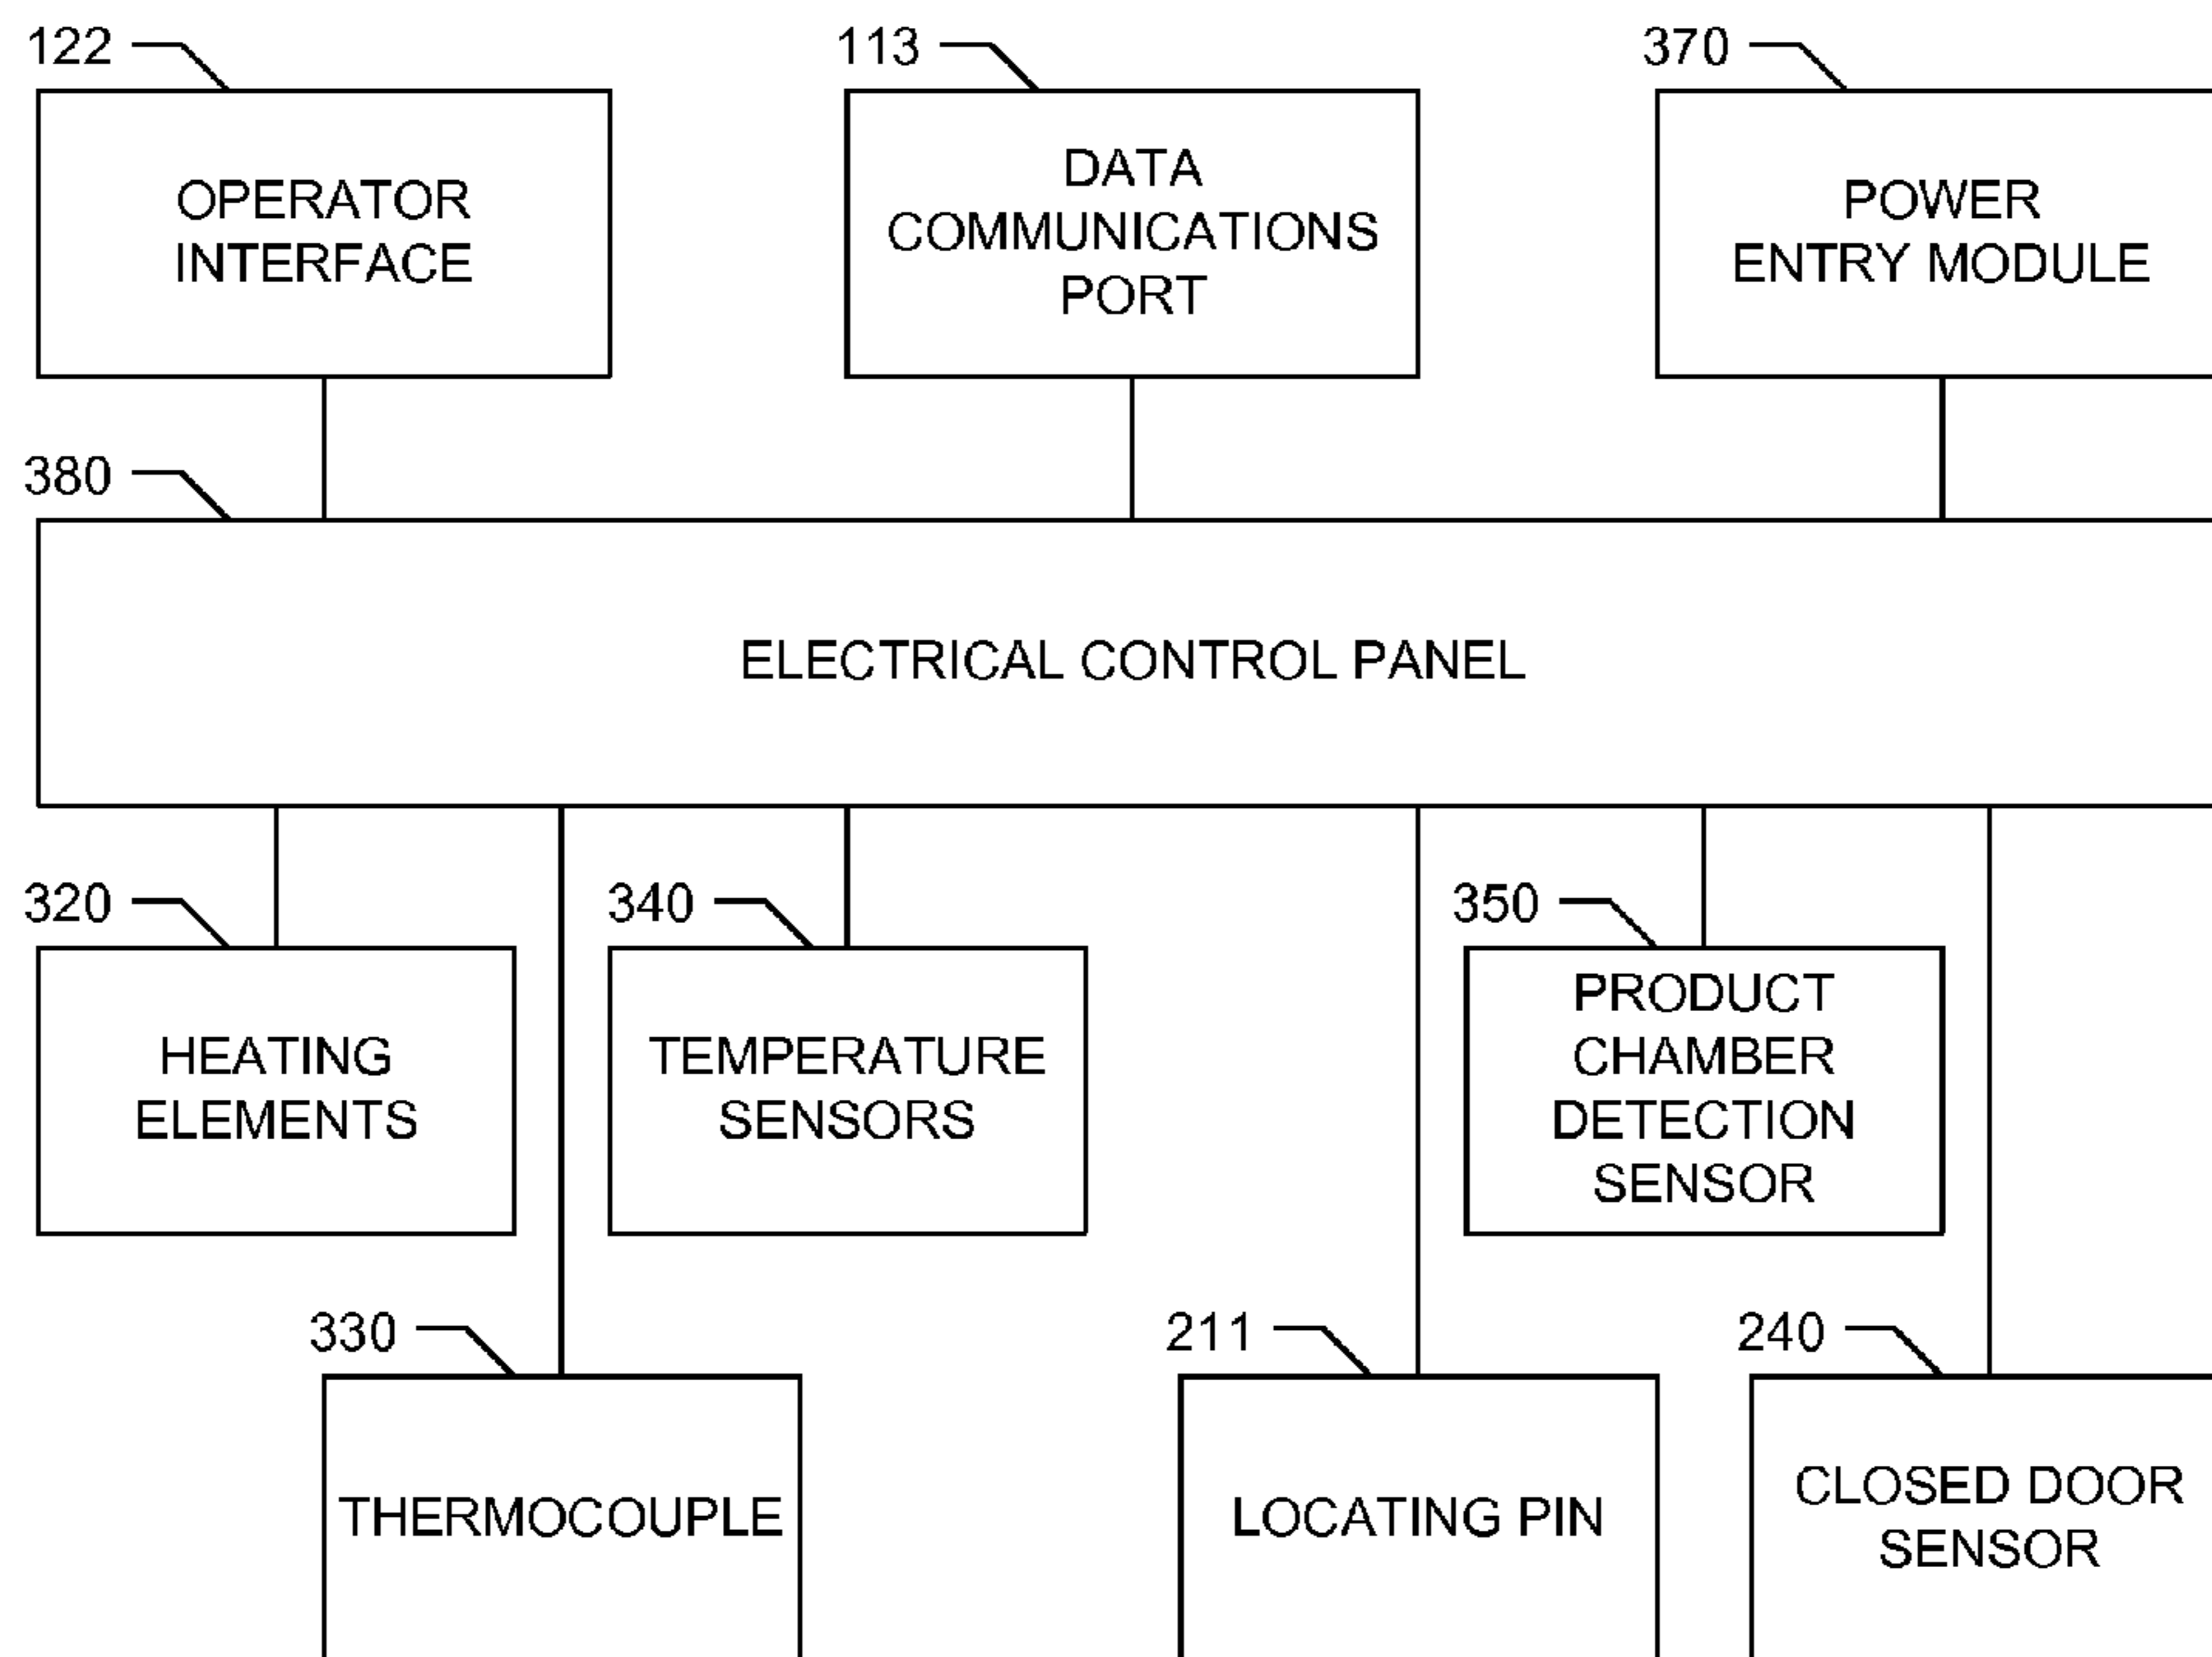 122
113
370
OPERATOR
INTERFACE
DATA
COMMUNICATIONS
PORT
POWER
ENTRY MODULE
380
ELECTRICAL CONTROL PANEL
320
340
350
HEATING
ELEMENTS
TEMPERATURE
SENSORS
PRODUCT
CHAMBER
DETECTION
SENSOR
330
211
240
THERMOCOUPLE
LOCATING PIN
CLOSED DOOR
SENSOR